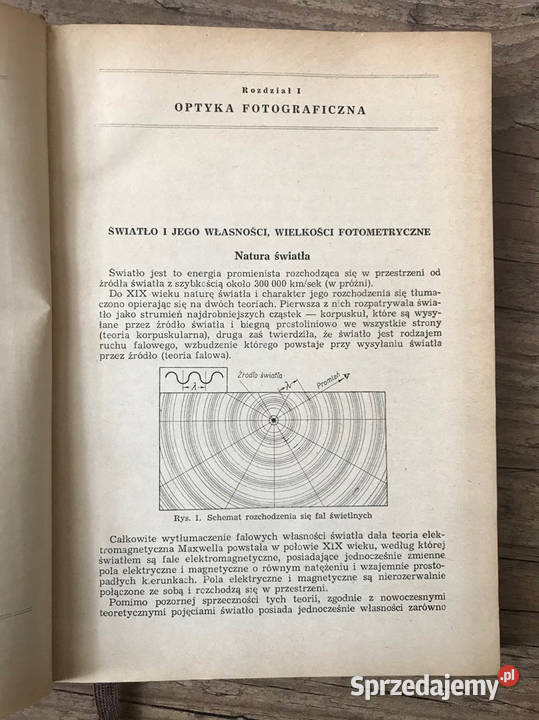 Rozdział I
OPTYKA FOTOGRAFICZNA
ŚWIATŁO I JEGO WŁASNOŚCI, WIELKOŚCI FOTOMETRYCZNE
Natura światła
Światło jest to energia promienista rozchodząca się w przestrzeni od
źródła światła z szybkością około 300 000 km/sek (w próżni).
Do XIX wieku naturę światła i charakter jego rozchodzenia się tłuma-
czono opierając się na dwóch teoriach. Pierwsza z nich rozpatrywała świa-
tło jako strumień najdrobniejszych cząstek — korpuskuł, które są wysy-
łane przez źródło światła i biegną prostoliniowo we wszystkie strony
(teoria korpuskularna), druga zaś twierdziła, że światło jest rodzajem
ruchu falowego, wzbudzenie którego powstaje przy wysyłaniu światła
przez źródło (teoria falowa).
Źródło światła
λ
Promień
λ
Rys. 1. Schemat rozchodzenia się fal świetlnych
Całkowite wytłumaczenie falowych własności światła dała teoria elek-
tromagnetyczna Maxwella powstała w połowie XIX wieku, według której
światłem są fale elektromagnetyczne, posiadające jednocześnie zmienne
pola elektryczne i magnetyczne o równym natężeniu i wzajemnie prosto-
padłych kierunkach. Pola elektryczne i magnetyczne są nierozerwalnie
połączone ze sobą i rozchodzą się w przestrzeni.
Pomimo pozornej sprzeczności tych teorii, zgodnie z nowoczesnymi
teoretycznymi pojęciami światło posiada jednocześnie własności zarówno
Sprzedajemy.pl